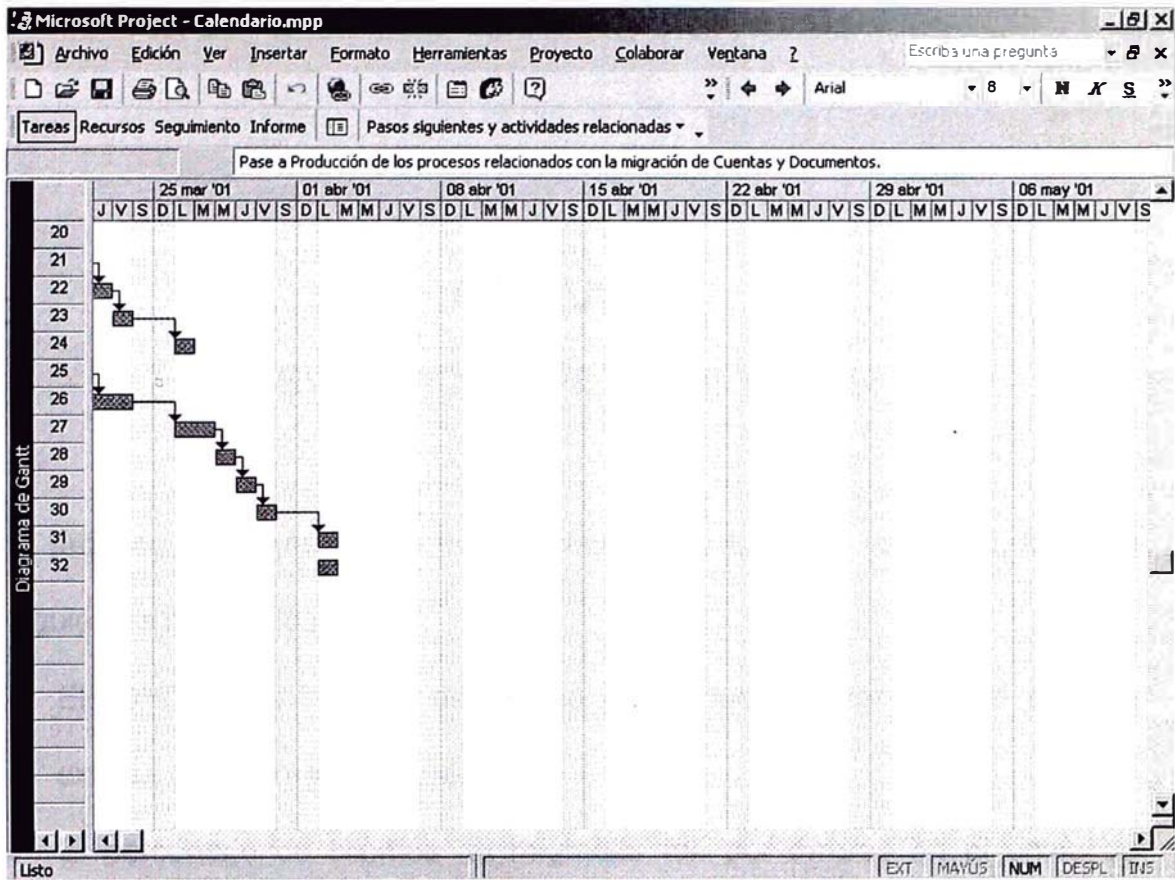 Microsoft Project - Calendario.mpp
Archivo Edición Ver Insertar Formato Herramientas Proyecto Colaborar Ventana ? Escriba una pregunta
Arial 8 N K S
Tareas Recursos Seguimiento Informe Pasos siguientes y actividades relacionadas
Pase a Producción de los procesos relacionados con la migración de Cuentas y Documentos.
25 mar '01 01 abr '01 08 abr '01 15 abr '01 22 abr '01 29 abr '01 06 may '01
J V S D L M M J V S D L M M J V S D L M M J V S D L M M J V S D L M M J V S D L M M J V S D L M M J V S
20
21
22
23
24
25
26
27
28
29
30
31
32
Diagrama de Gantt
Listo EXT MAYÚS NUM DESPL INS